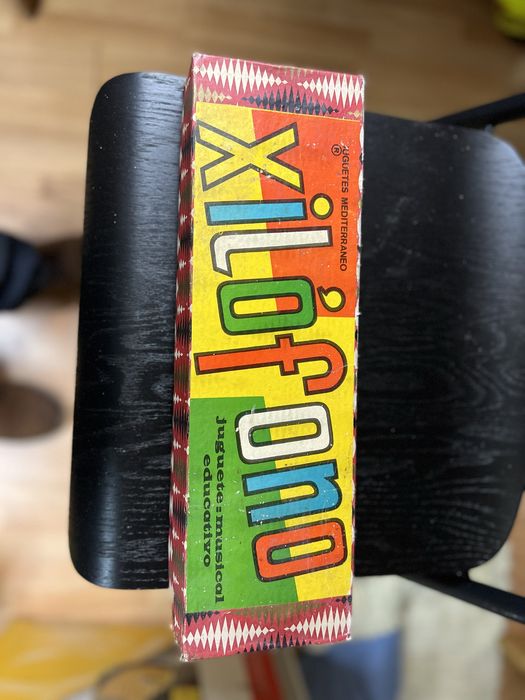 JUGUETES MEDITERRANEO
®
xilófono
juguete:musical
educativo